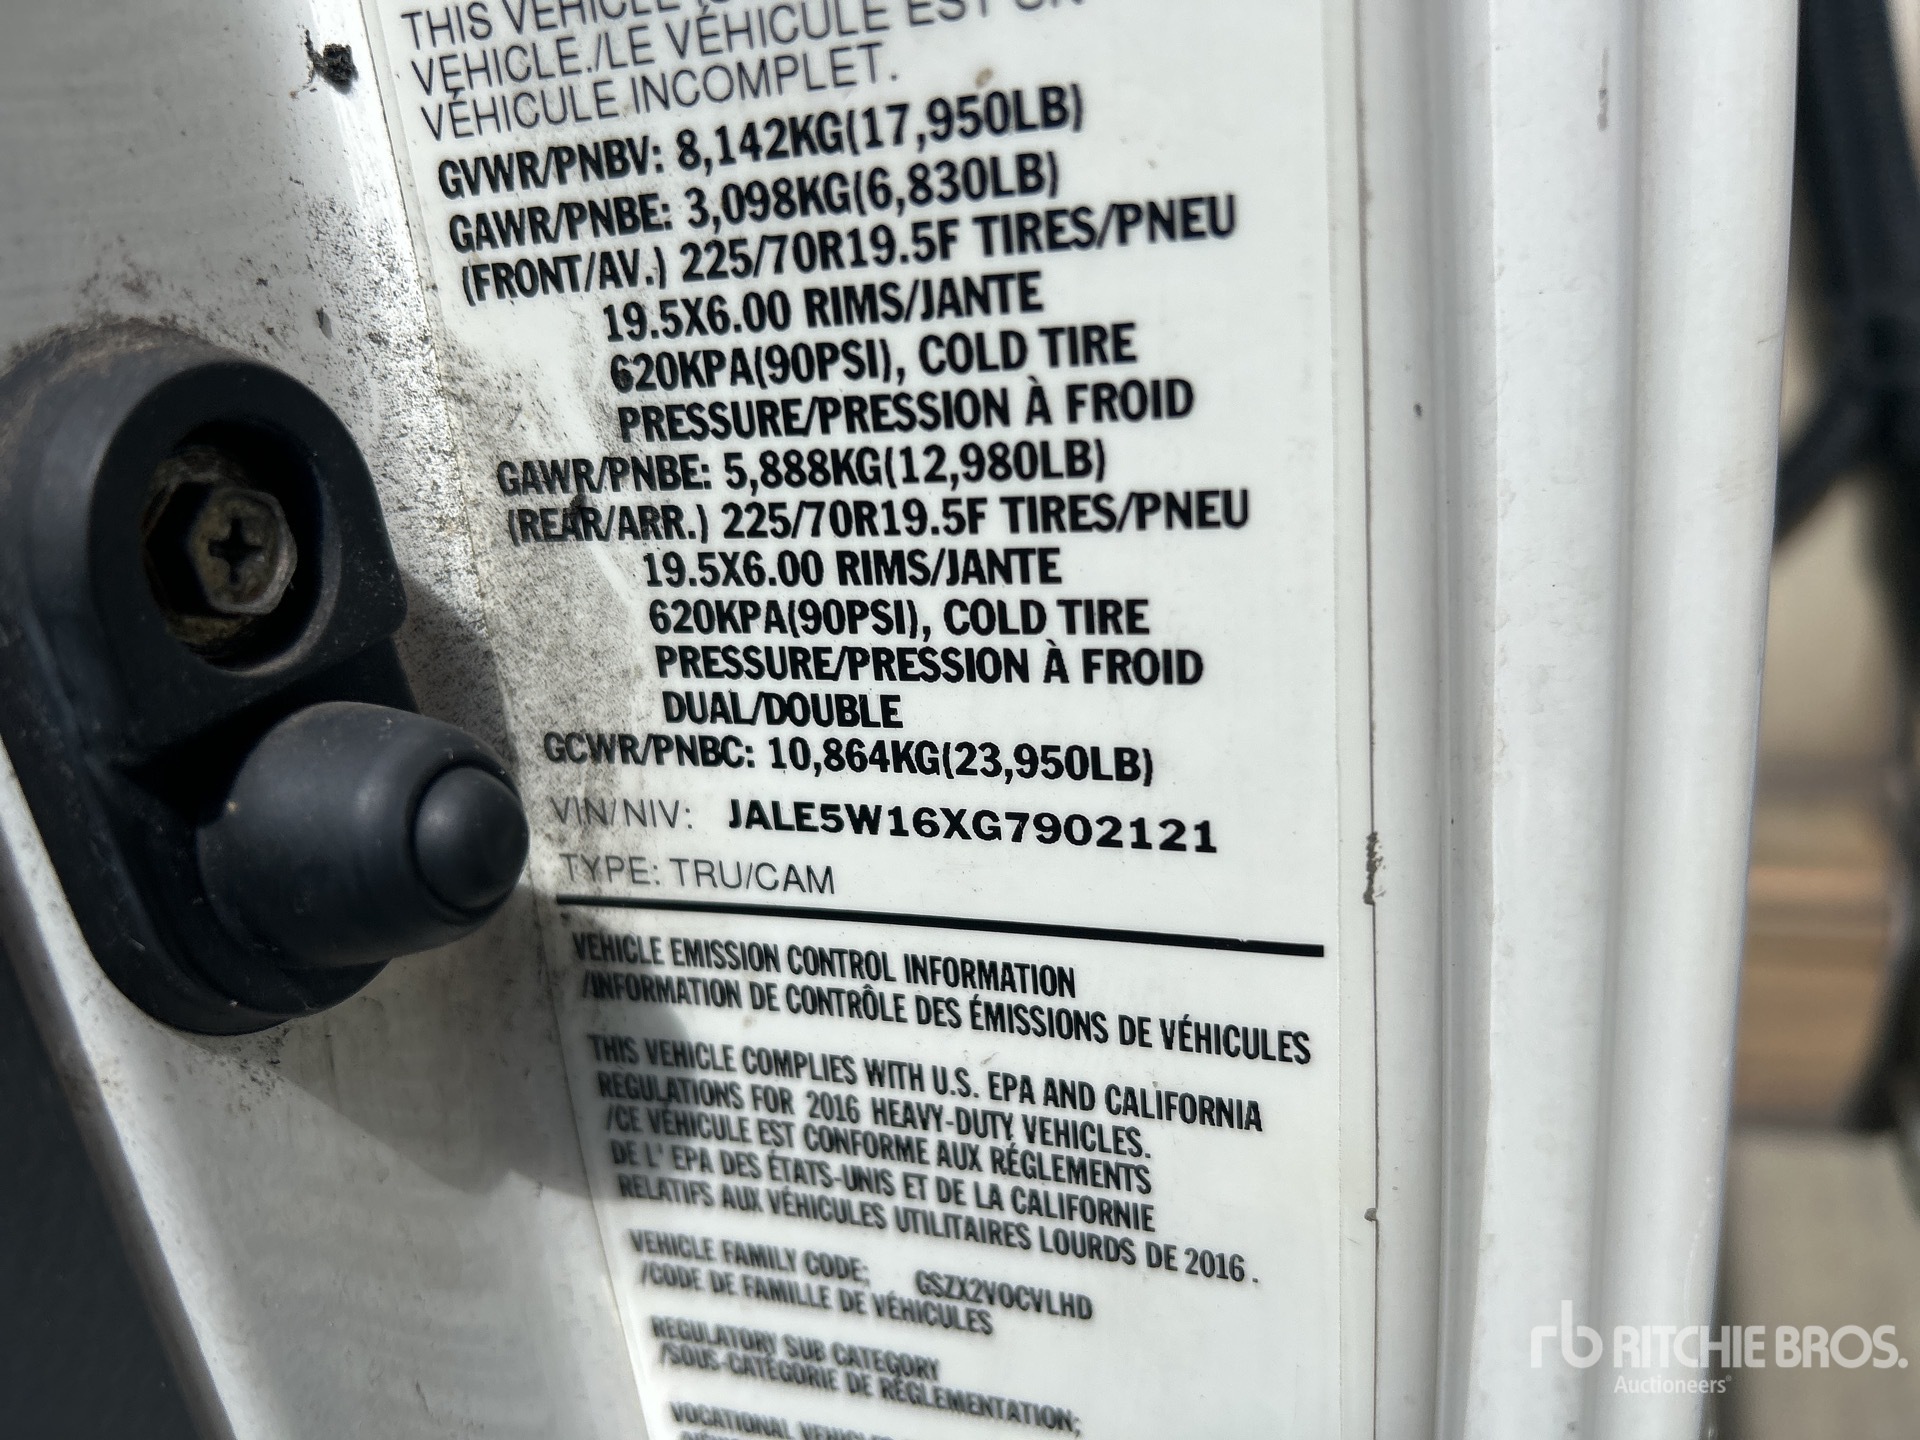 THIS VEHICLE
VEHICLE./LE VÉHICULE EST UN
VÉHICULE INCOMPLET.
GVWR/PNBV: 8,142KG(17,950LB)
GAWR/PNBE: 3,098KG(6,830LB)
(FRONT/AV.) 225/70R19.5F TIRES/PNEU
19.5X6.00 RIMS/JANTE
620KPA(90PSI), COLD TIRE
PRESSURE/PRESSION À FROID
GAWR/PNBE: 5,888KG(12,980LB)
(REAR/ARR.) 225/70R19.5F TIRES/PNEU
19.5X6.00 RIMS/JANTE
620KPA(90PSI), COLD TIRE
PRESSURE/PRESSION À FROID
DUAL/DOUBLE
GCWR/PNBC: 10,864KG(23,950LB)
VIN/NIV: JALE5W16XG7902121
TYPE: TRU/CAM
VEHICLE EMISSION CONTROL INFORMATION
/INFORMATION DE CONTRÔLE DES ÉMISSIONS DE VÉHICULES
THIS VEHICLE COMPLIES WITH U.S. EPA AND CALIFORNIA
REGULATIONS FOR 2016 HEAVY-DUTY VEHICLES.
/CE VÉHICULE EST CONFORME AUX RÉGLEMENTS
DE L' EPA DES ÉTATS-UNIS ET DE LA CALIFORNIE
RELATIFS AUX VÉHICULES UTILITAIRES LOURDS DE 2016.
VEHICLE FAMILY CODE: GSZX2VOCVLHD
/CODE DE FAMILLE DE VÉHICULES
REGULATORY SUB CATEGORY
/SOUS-CATÉGORIE DE RÉGLEMENTATION:
VOCATIONAL
rb RITCHIE BROS.
Auctioneers